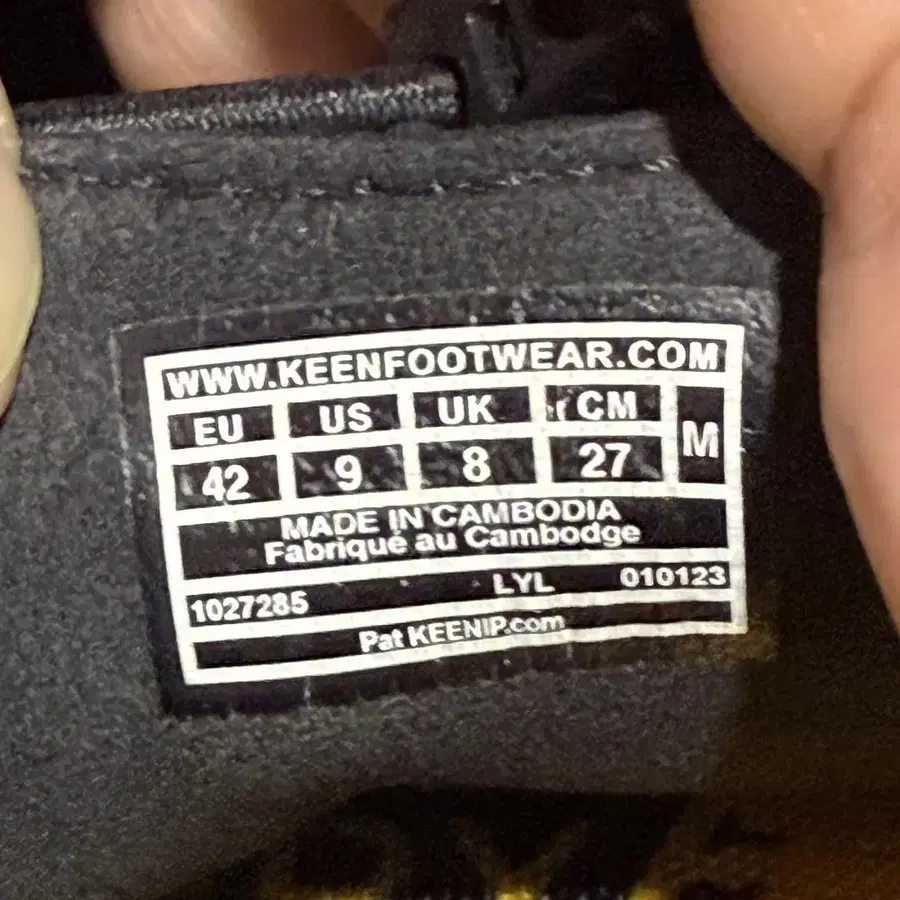 WWW.KEENFOOTWEAR.COM
EU US UK CM M
42 9 8 27
MADE IN CAMBODIA
Fabriqué au Cambodge
1027285 LYL 010123
Pat KEENIP.com